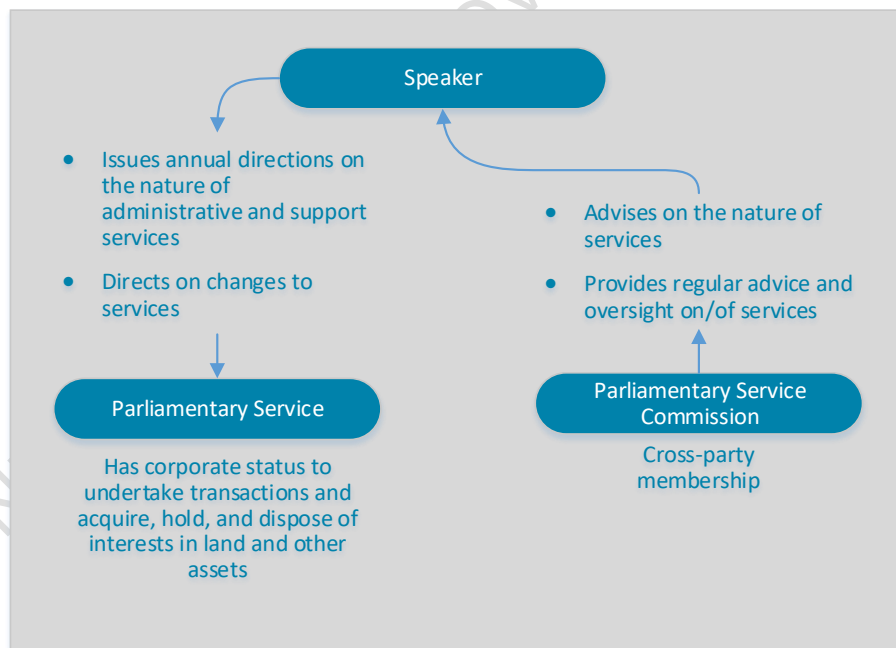 Speaker
• Issues annual directions on
the nature of
administrative and support
services
• Directs on changes to
services
Parliamentary Service
Has corporate status to
undertake transactions and
acquire, hold, and dispose of
interests in land and other
assets
• Advises on the nature of
services
• Provides regular advice and
oversight on/of services
Parliamentary Service
Commission
Cross-party
membership